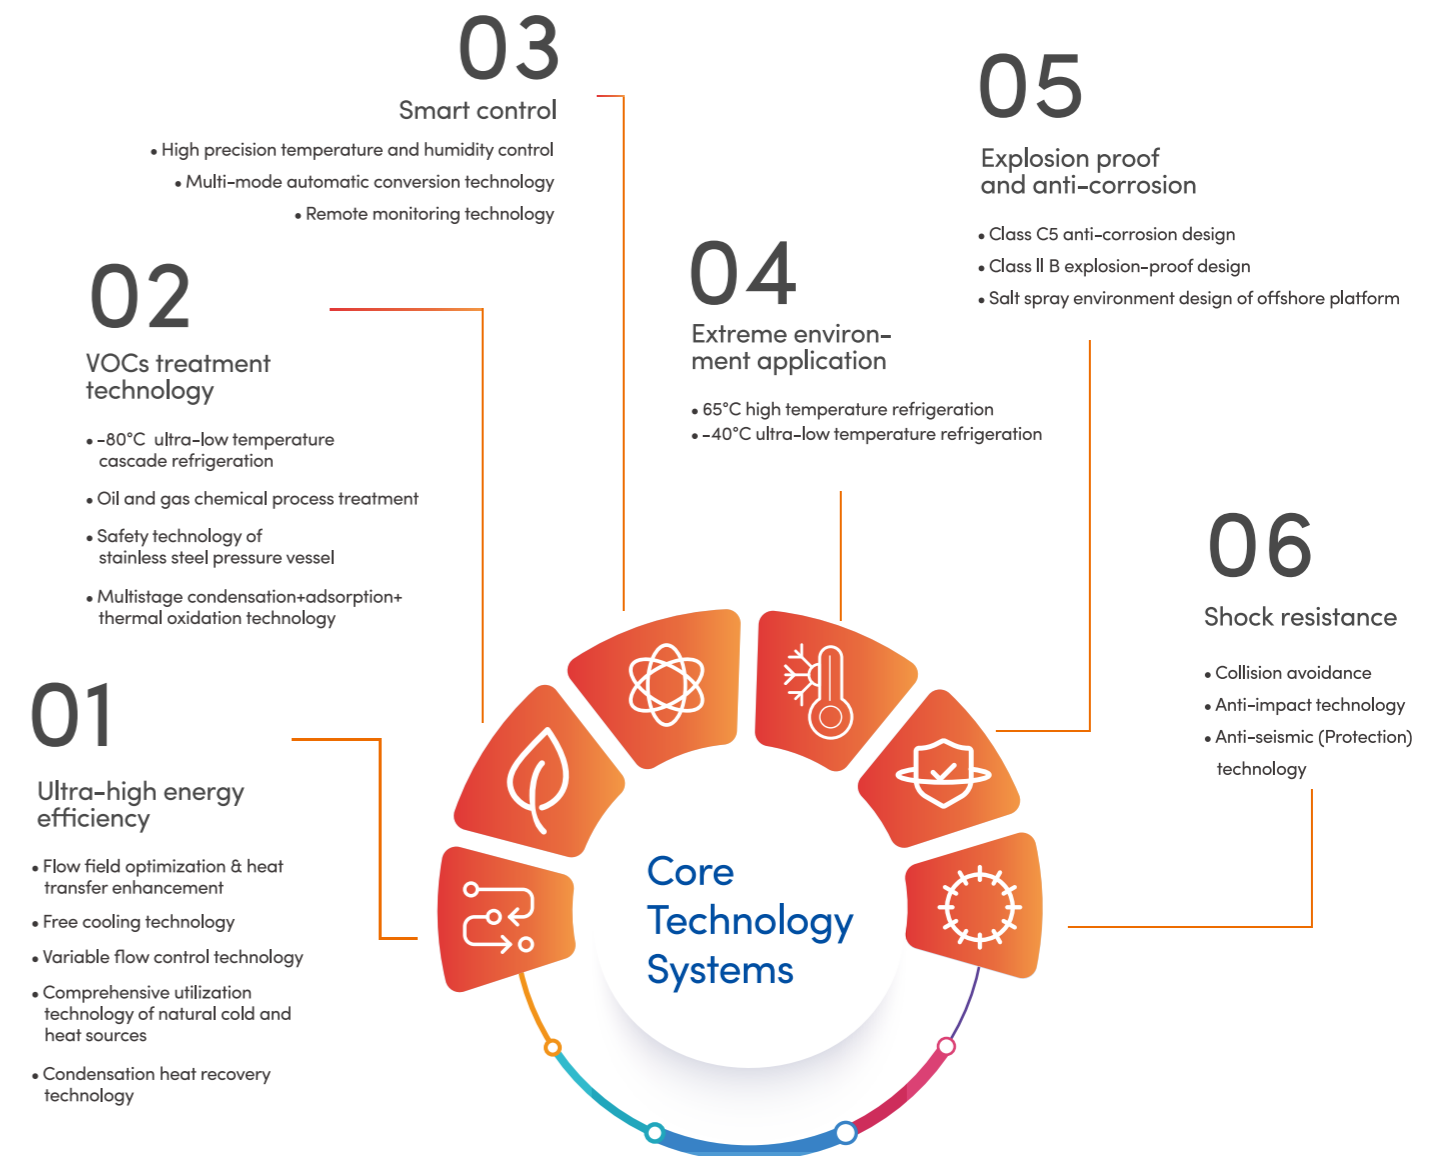 03
Smart control
• High precision temperature and humidity control
• Multi-mode automatic conversion technology
• Remote monitoring technology
05
Explosion proof
and anti-corrosion
• Class C5 anti-corrosion design
• Class ll B explosion-proof design
• Salt spray environment design of offshore platform
02
VOCs treatment
technology
• -80°C ultra-low temperature
cascade refrigeration
• Oil and gas chemical process treatment
• Safety technology of
stainless steel pressure vessel
• Multistage condensation+adsorption+
thermal oxidation technology
04
Extreme environ-
ment application
• 65°C high temperature refrigeration
• -40°C ultra-low temperature refrigeration
06
Shock resistance
• Collision avoidance
• Anti-impact technology
• Anti-seismic (Protection)
technology
01
Ultra-high energy
efficiency
• Flow field optimization & heat
transfer enhancement
• Free cooling technology
• Variable flow control technology
• Comprehensive utilization
technology of natural cold and
heat sources
• Condensation heat recovery
technology
Core
Technology
Systems